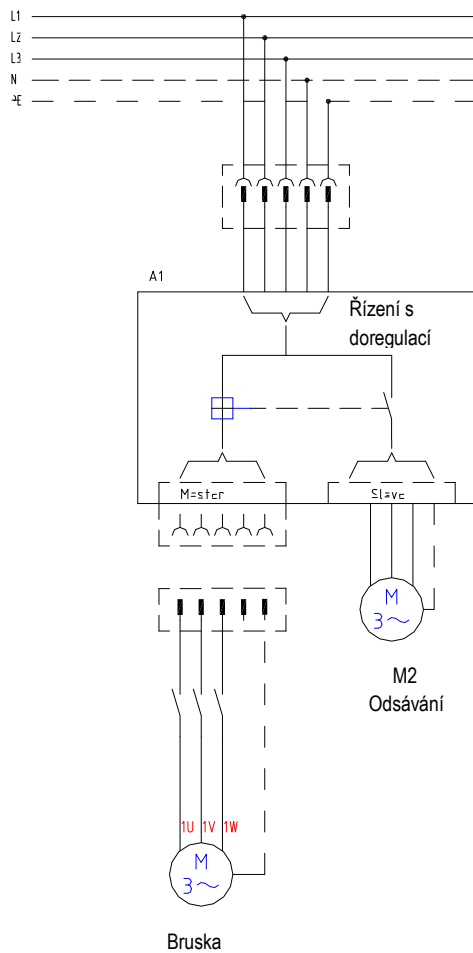 L1
L2
L3
N
PE
A1
Řízení s
doregulací
Master
Slave
M
3~
M2
Odsávání
1U 1V 1W
M
3~
Bruska